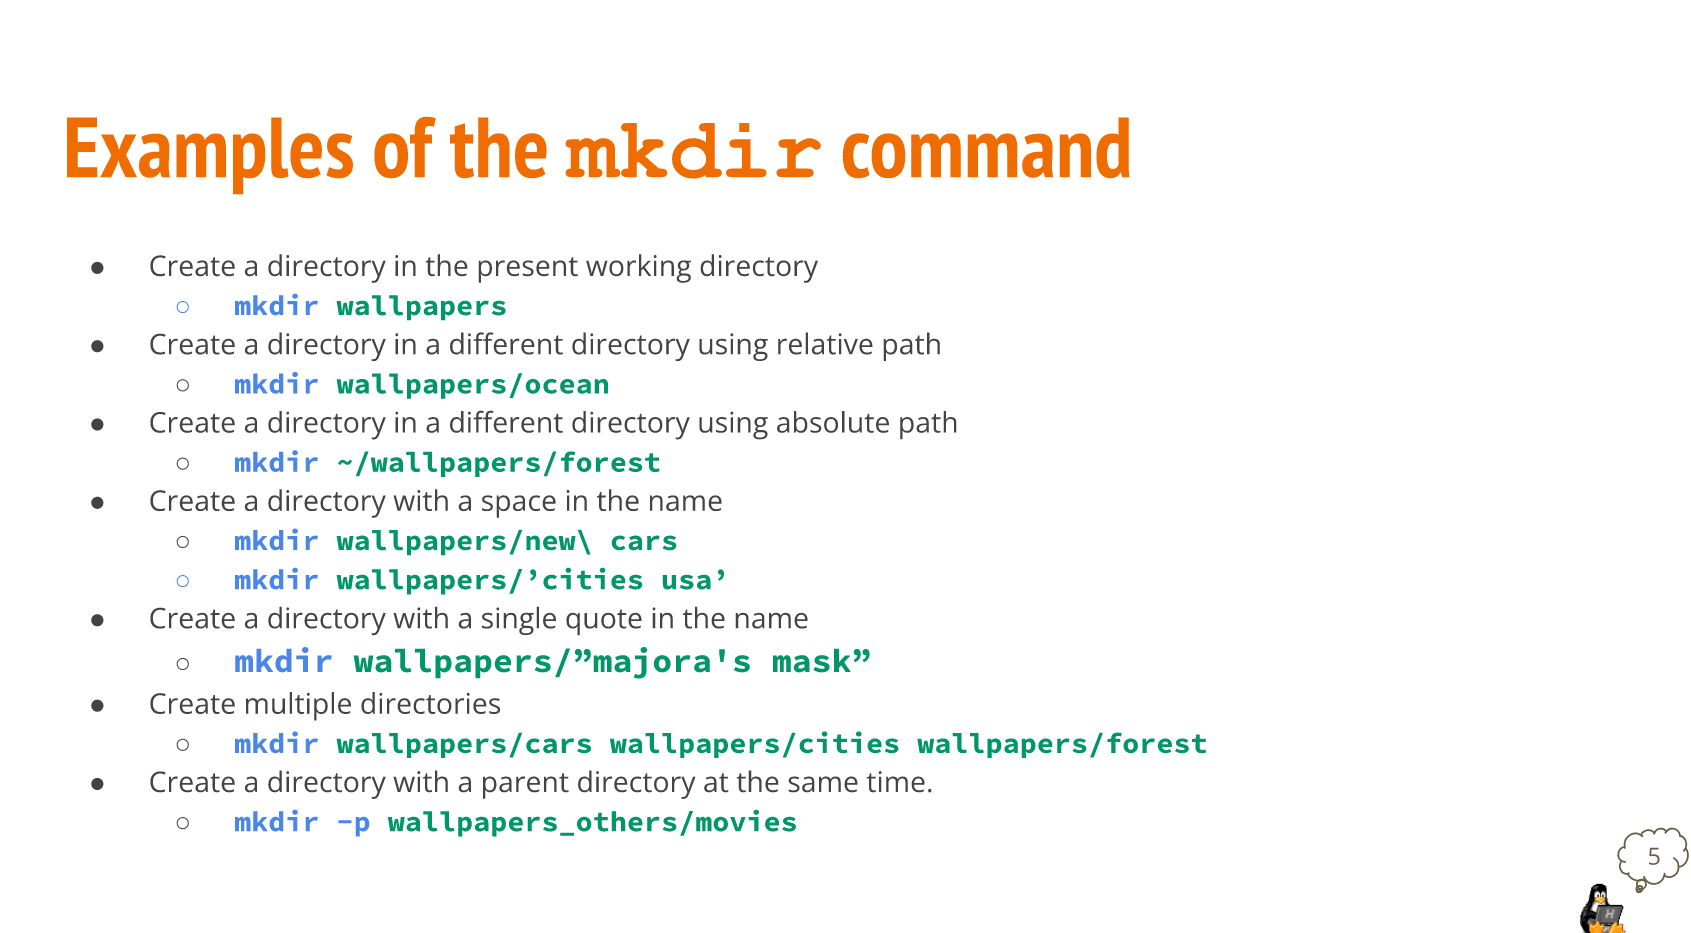 Examples of the mkdir command
● Create a directory in the present working directory
○ mkdir wallpapers
● Create a directory in a different directory using relative path
○ mkdir wallpapers/ocean
● Create a directory in a different directory using absolute path
○ mkdir ~/wallpapers/forest
● Create a directory with a space in the name
○ mkdir wallpapers/new\ cars
○ mkdir wallpapers/’cities usa’
● Create a directory with a single quote in the name
○ mkdir wallpapers/”majora's mask”
● Create multiple directories
○ mkdir wallpapers/cars wallpapers/cities wallpapers/forest
● Create a directory with a parent directory at the same time.
○ mkdir -p wallpapers_others/movies
5
H